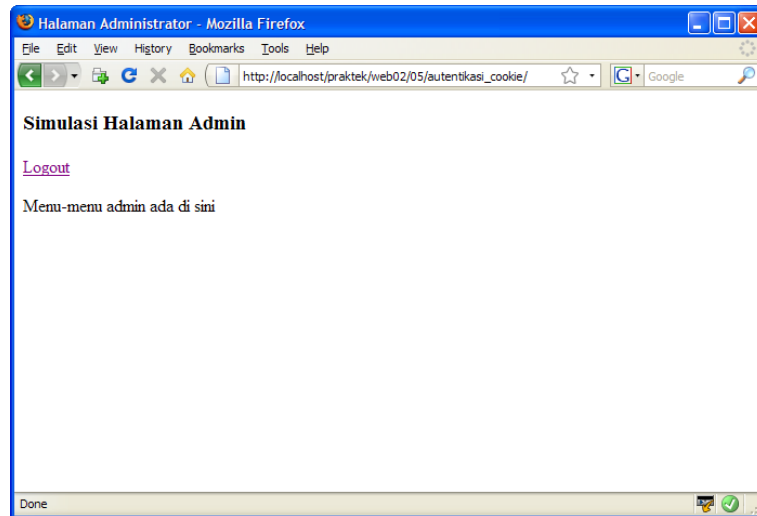 Halaman Administrator - Mozilla Firefox
File Edit View History Bookmarks Tools Help
http://localhost/praktek/web02/05/autentikasi_cookie/ G Google
Simulasi Halaman Admin
Logout
Menu-menu admin ada di sini
Done